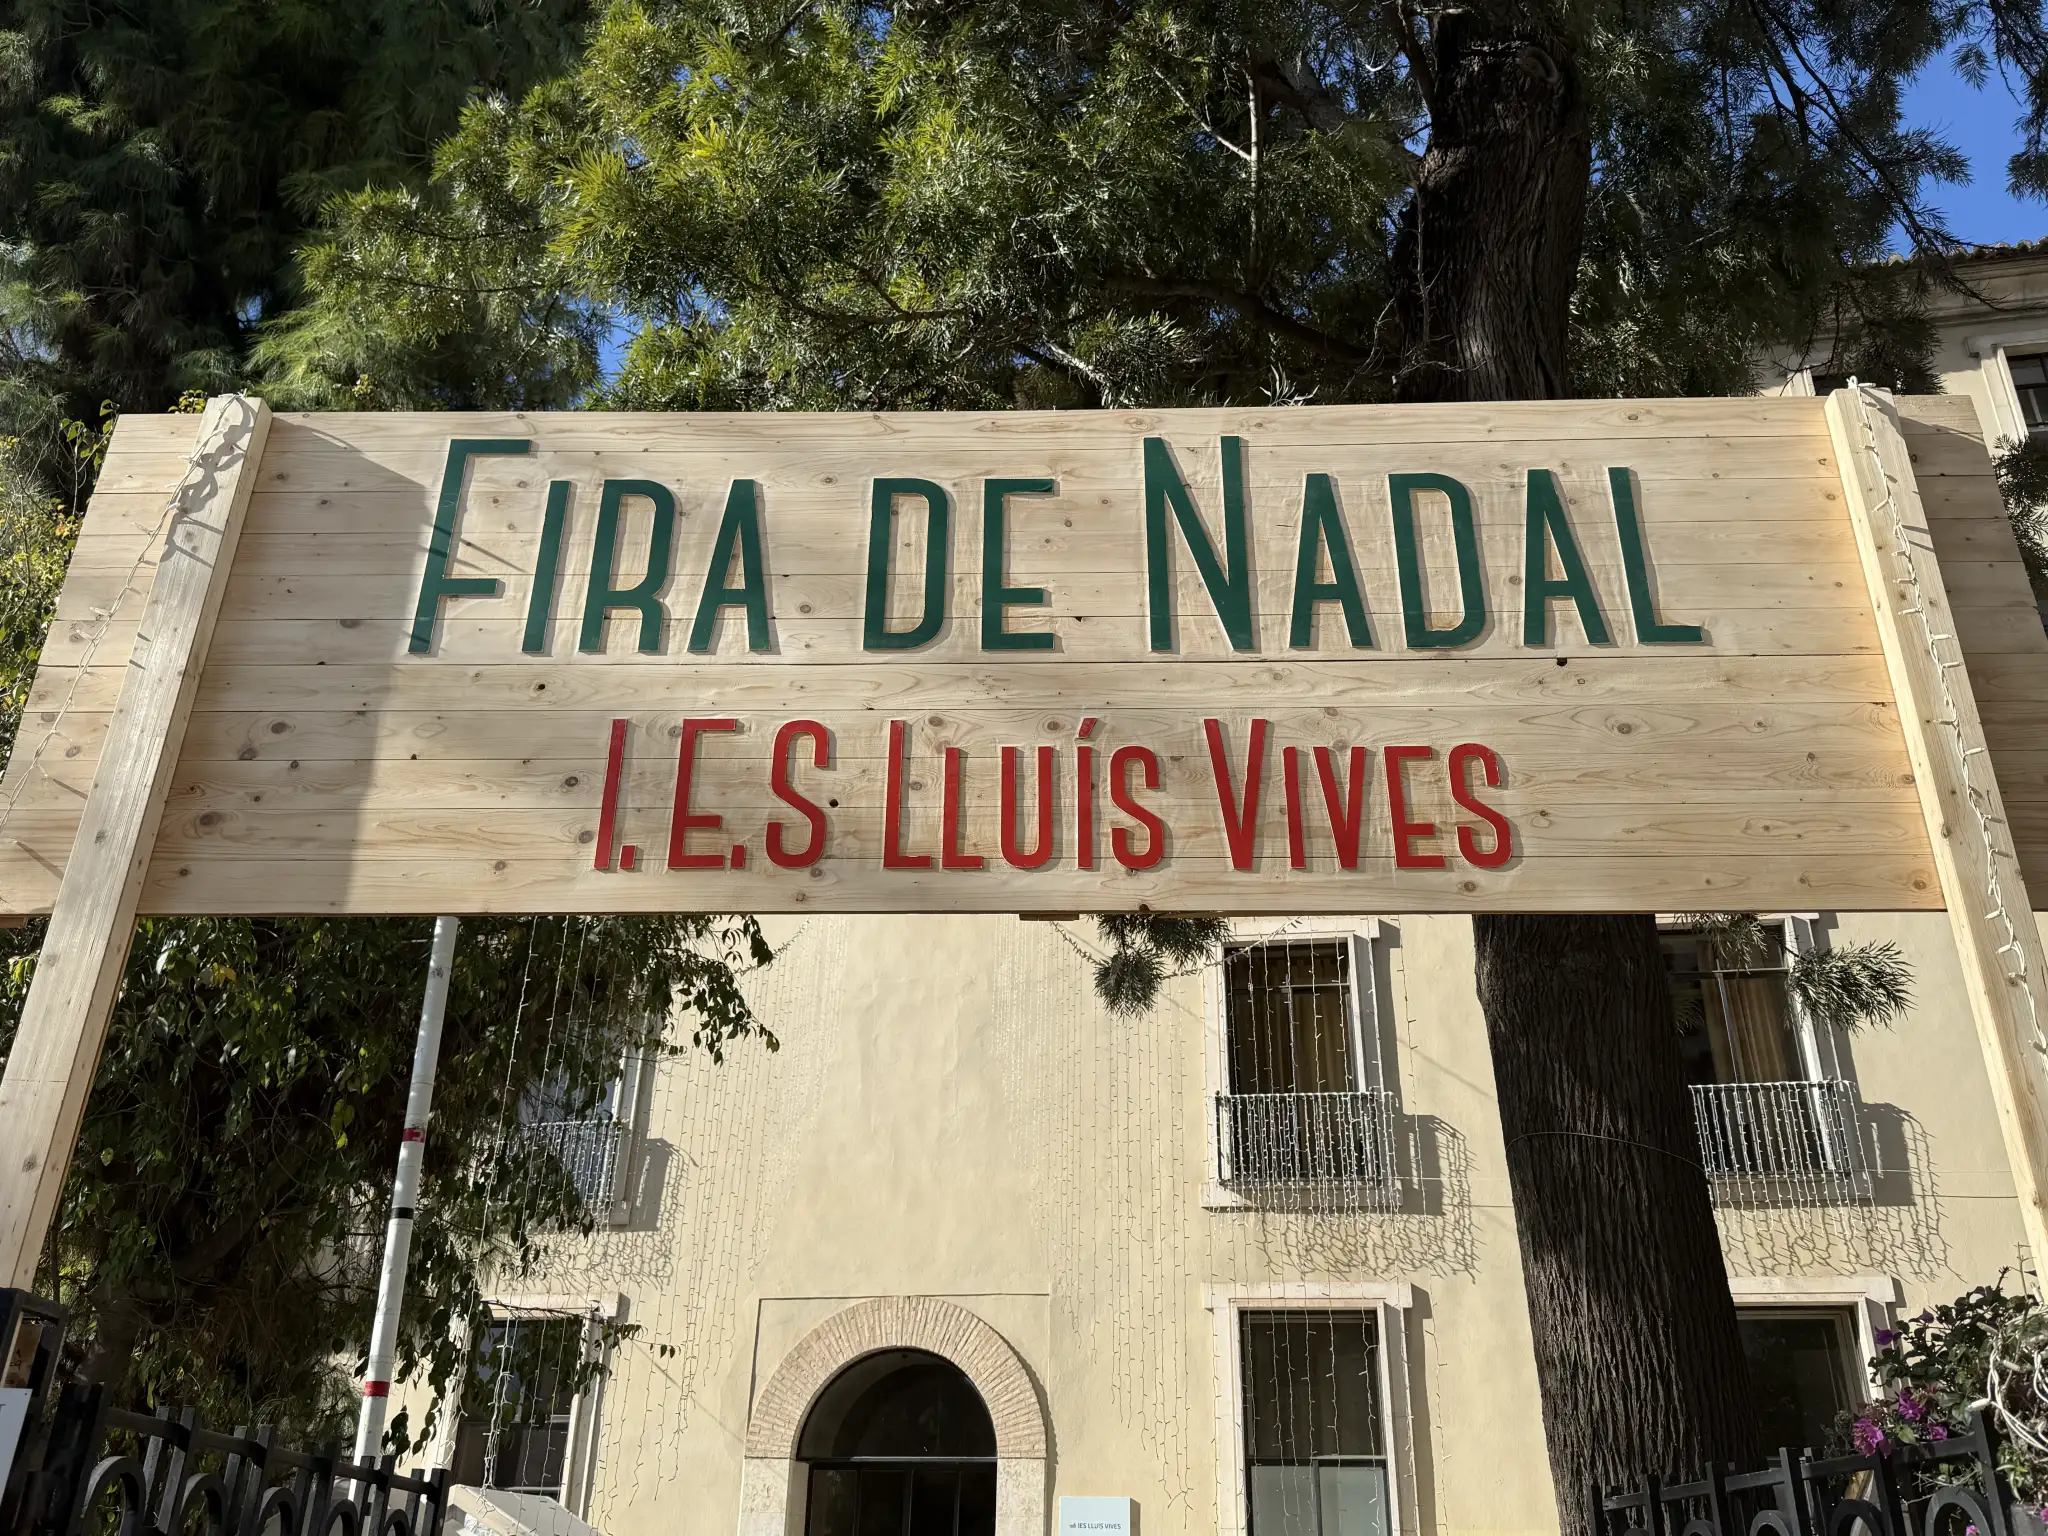 FIRA DE NADAL
I.E.S LLUÍS VIVES
IES LLUÍS VIVES